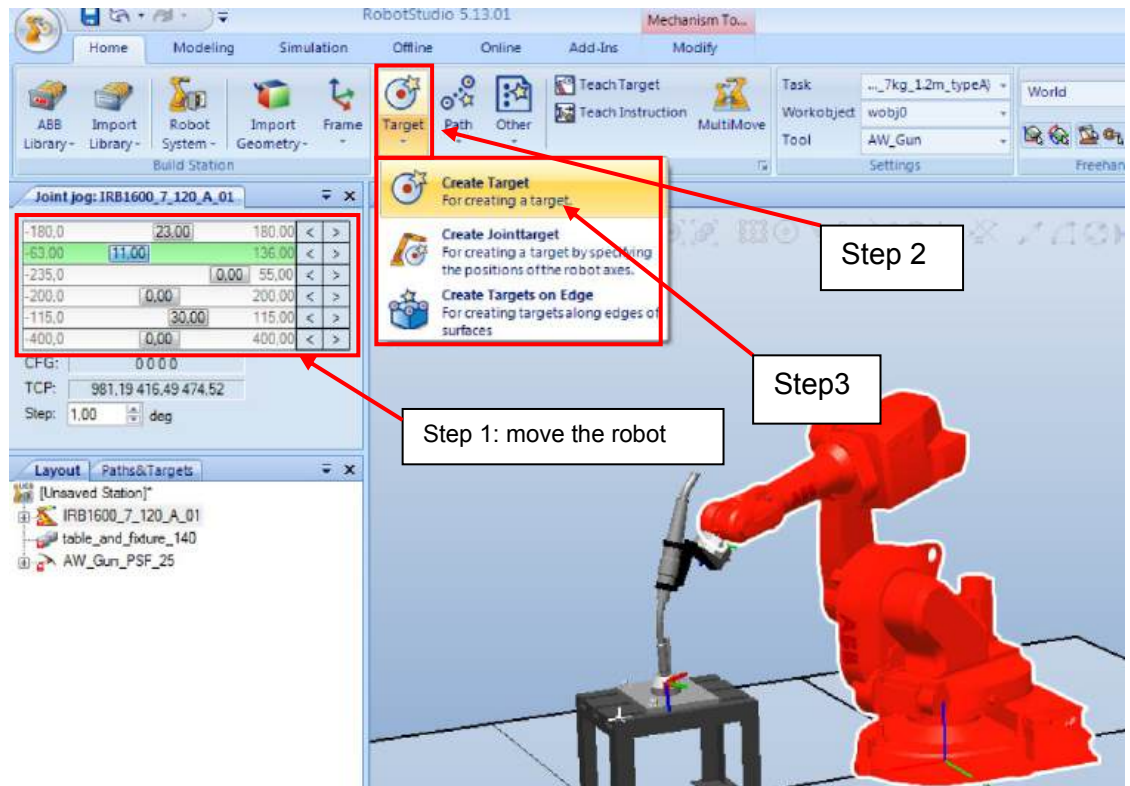 RobotStudio 5.13.01
Mechanism To...
Home Modeling Simulation Offline Online Add-Ins Modify
ABB Library
Import Library
Robot System
Import Geometry
Frame
Build Station
Target
Path
Other
Teach Target
Teach Instruction
MultiMove
Task ..._7kg_1.2m_typeA)
Workobject wobj0
Tool AW_Gun
Settings
World
Freehan
Create Target
For creating a target.
Create Jointtarget
For creating a target by specifying
the positions of the robot axes.
Create Targets on Edge
For creating targets along edges of
surfaces
Joint jog: IRB1600_7_120_A_01
-180,0 23,00 180,00 < >
-63,00 11,00 136,00 < >
-235,0 0,00 55,00 < >
-200,0 0,00 200,00 < >
-115,0 30,00 115,00 < >
-400,0 0,00 400,00 < >
CFG: 0 0 0 0
TCP: 981,19 416,49 474,52
Step: 1,00 deg
Step 2
Step3
Step 1: move the robot
Layout Paths&Targets
[Unsaved Station]*
IRB1600_7_120_A_01
table_and_fixture_140
AW_Gun_PSF_25
ABB